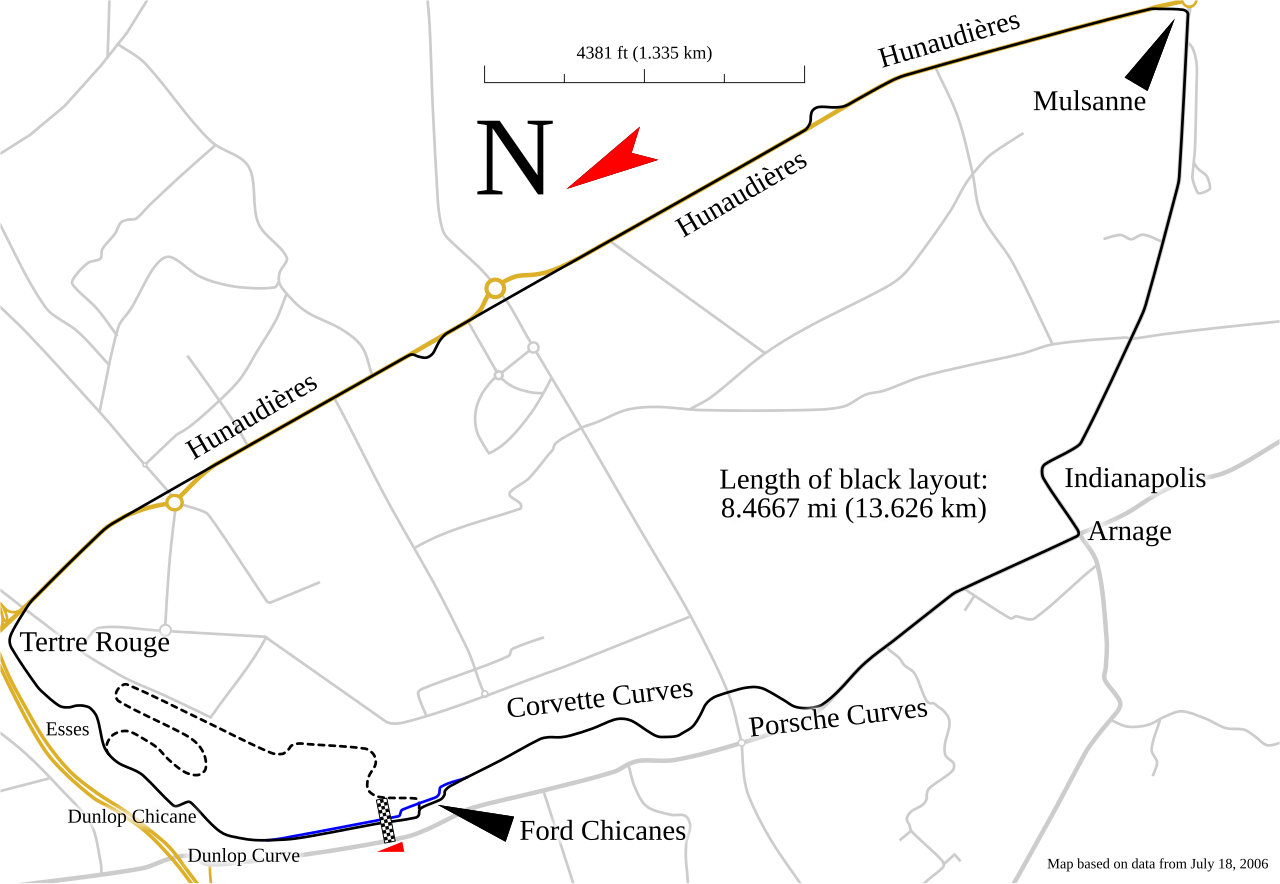 Hunaudières
4381 ft (1.335 km)
Mulsanne
N
Hunaudières
Hunaudières
Length of black layout:
8.4667 mi (13.626 km)
Indianapolis
Arnage
Tertre Rouge
Corvette Curves
Porsche Curves
Esses
Dunlop Chicane
Ford Chicanes
Dunlop Curve
Map based on data from July 18, 2006